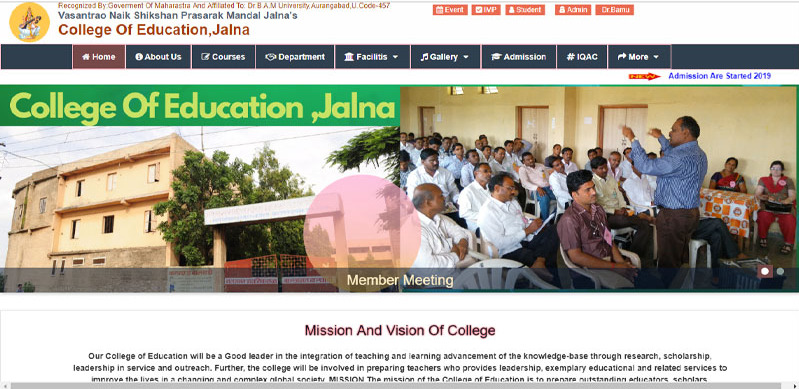 Recognized By:Goverment Of Maharastra And Affiliated To: Dr.B.A.M University,Aurangabad,U.Code-457
Vasantrao Naik Shikshan Prasarak Mandal Jalna's
College Of Education,Jalna
Event
IMP
Student
Admin
Dr.Bamu
Home
About Us
Courses
Department
Facilitis
Gallery
Admission
# IQAC
More
NEW
Admission Are Started 2019
College Of Education ,Jalna
Member Meeting
Mission And Vision Of College
Our College of Education will be a Good leader in the integration of teaching and learning advancement of the knowledge-base through research, scholarship,
leadership in service and outreach. Further, the college will be involved in preparing teachers who provides leadership, exemplary educational and related services to
improve the lives in a changing and complex global society. MISSION The mission of the College of Education is to prepare outstanding educators, scholars,